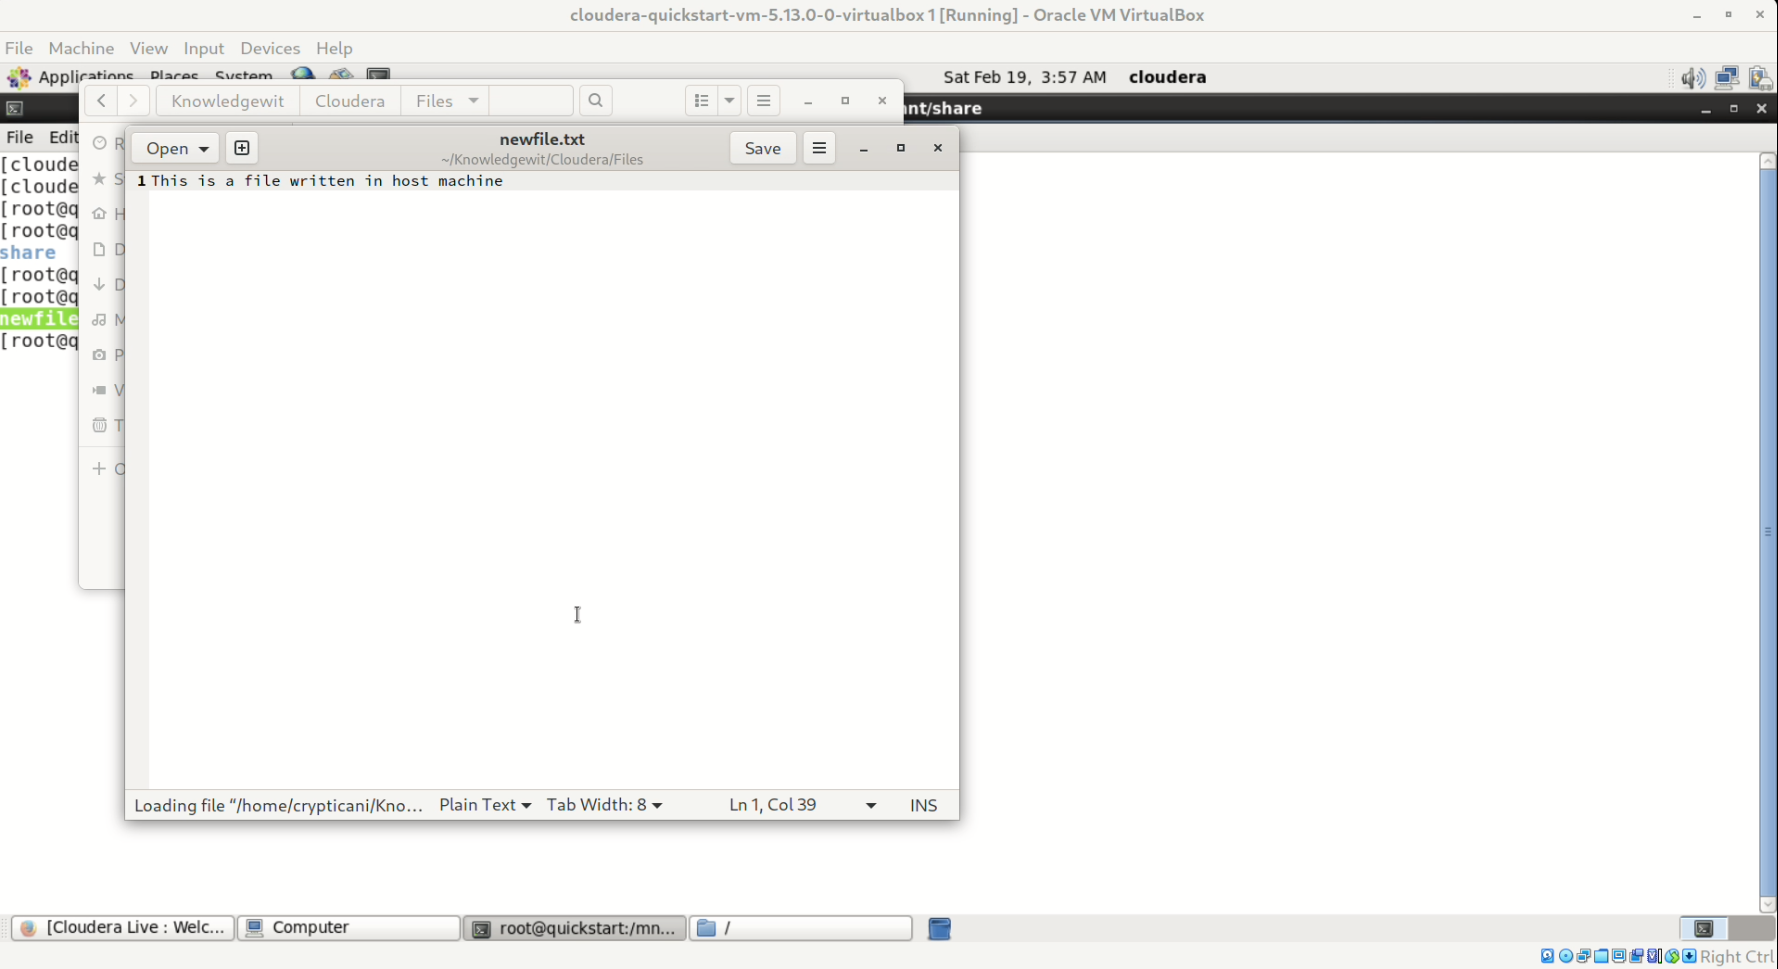 cloudera-quickstart-vm-5.13.0-0-virtualbox 1 [Running] - Oracle VM VirtualBox
File Machine View Input Devices Help
Applications Places System
Sat Feb 19, 3:57 AM cloudera
Knowledgewit Cloudera Files
nt/share
File Edit
Open
newfile.txt
~/Knowledgewit/Cloudera/Files
Save
[cloude
[cloude
[root@q
[root@q
share
[root@q
[root@q
newfile
[root@q
R
S
H
D
D
M
P
V
T
+ O
1 This is a file written in host machine
Loading file “/home/crypticani/Kno... Plain Text Tab Width: 8 Ln 1, Col 39 INS
[Cloudera Live : Welc... Computer root@quickstart:/mn... /
Right Ctrl